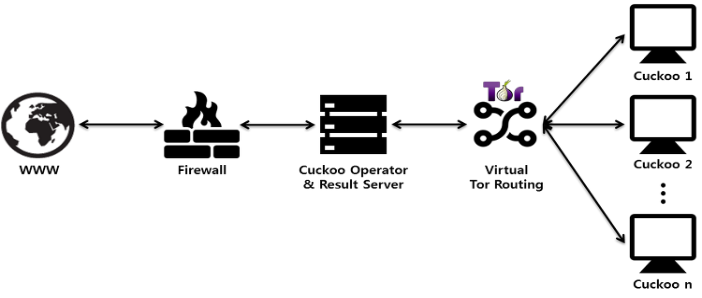 WWW
Firewall
Cuckoo Operator
& Result Server
Tor
Virtual
Tor Routing
Cuckoo 1
Cuckoo 2
Cuckoo n